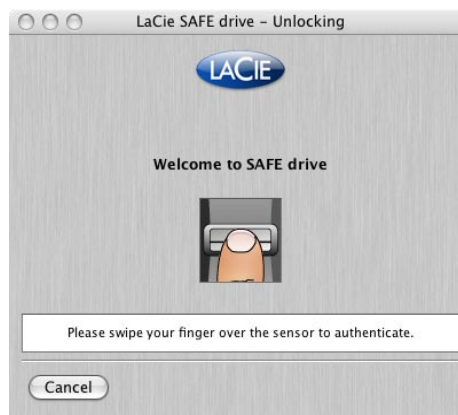 LaCie SAFE drive – Unlocking
LACIE
Welcome to SAFE drive
Please swipe your finger over the sensor to authenticate.
Cancel